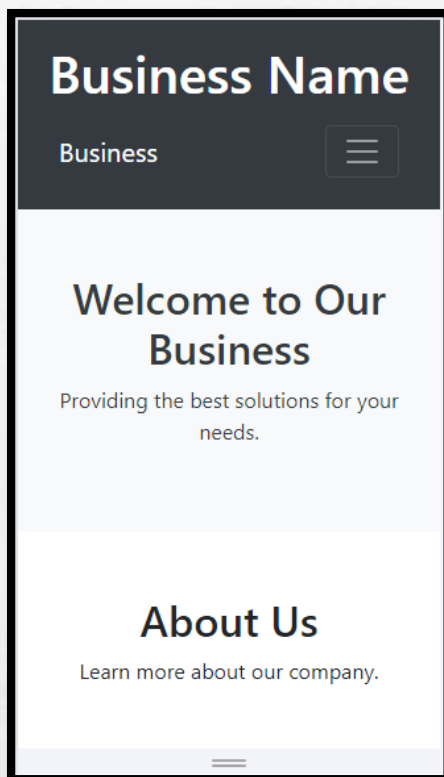 Business Name
Business
Welcome to Our
Business
Providing the best solutions for your
needs.
About Us
Learn more about our company.